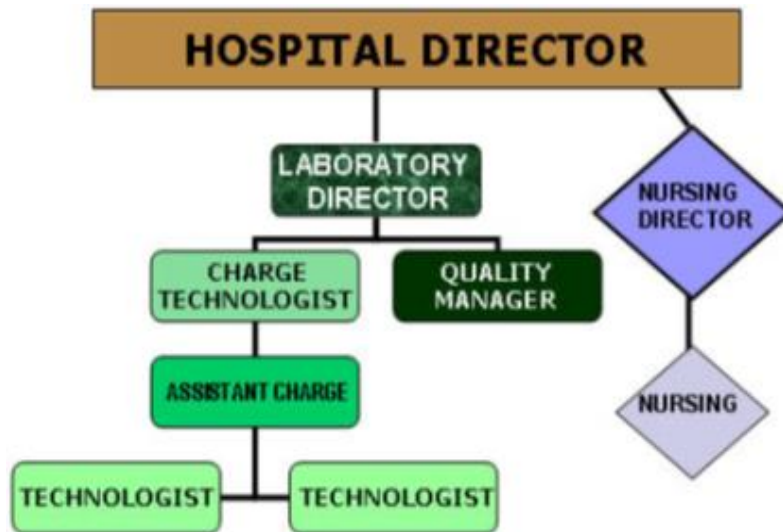 HOSPITAL DIRECTOR
LABORATORY
DIRECTOR
NURSING
DIRECTOR
CHARGE
TECHNOLOGIST
QUALITY
MANAGER
ASSISTANT CHARGE
NURSING
TECHNOLOGIST
TECHNOLOGIST